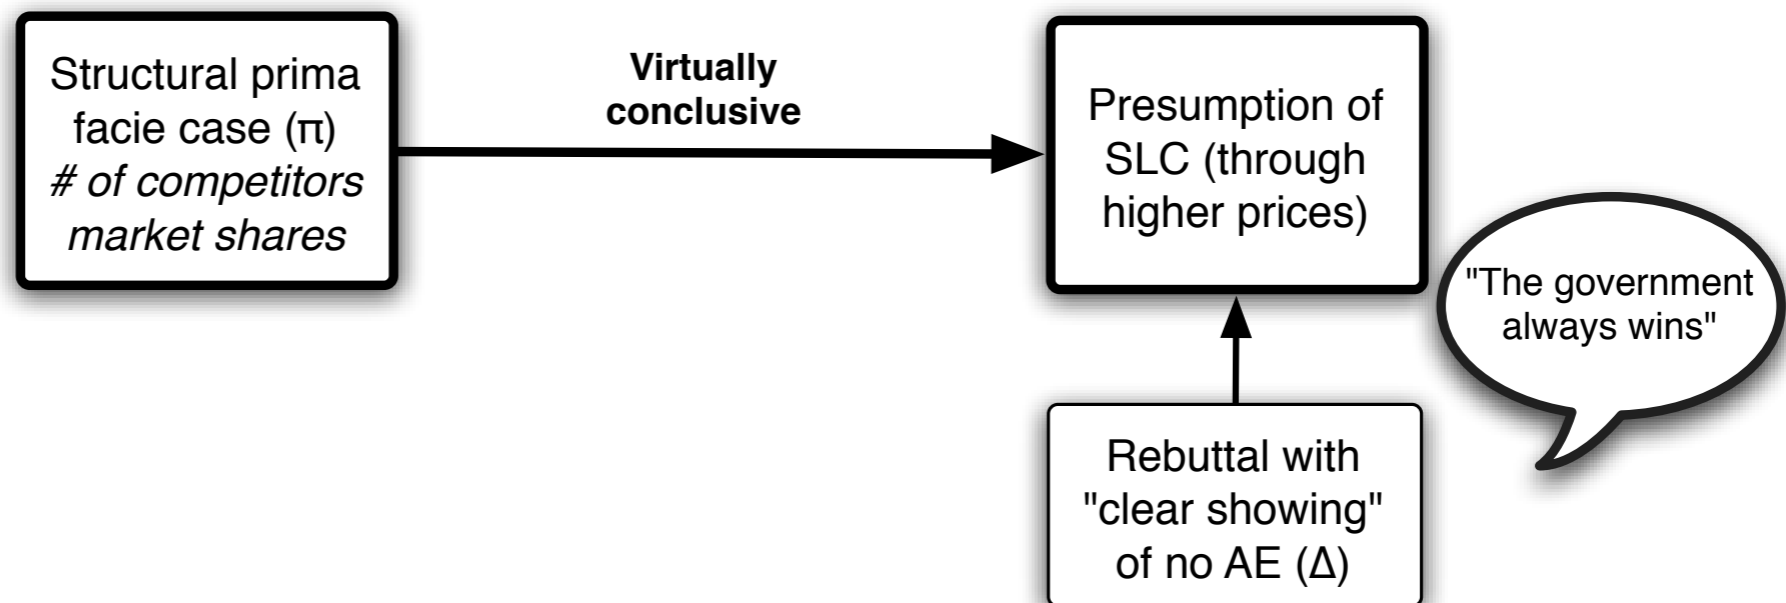 Structural prima
facie case (π)
# of competitors
market shares
Virtually
conclusive
Presumption of
SLC (through
higher prices)
"The government
always wins"
Rebuttal with
"clear showing"
of no AE (Δ)